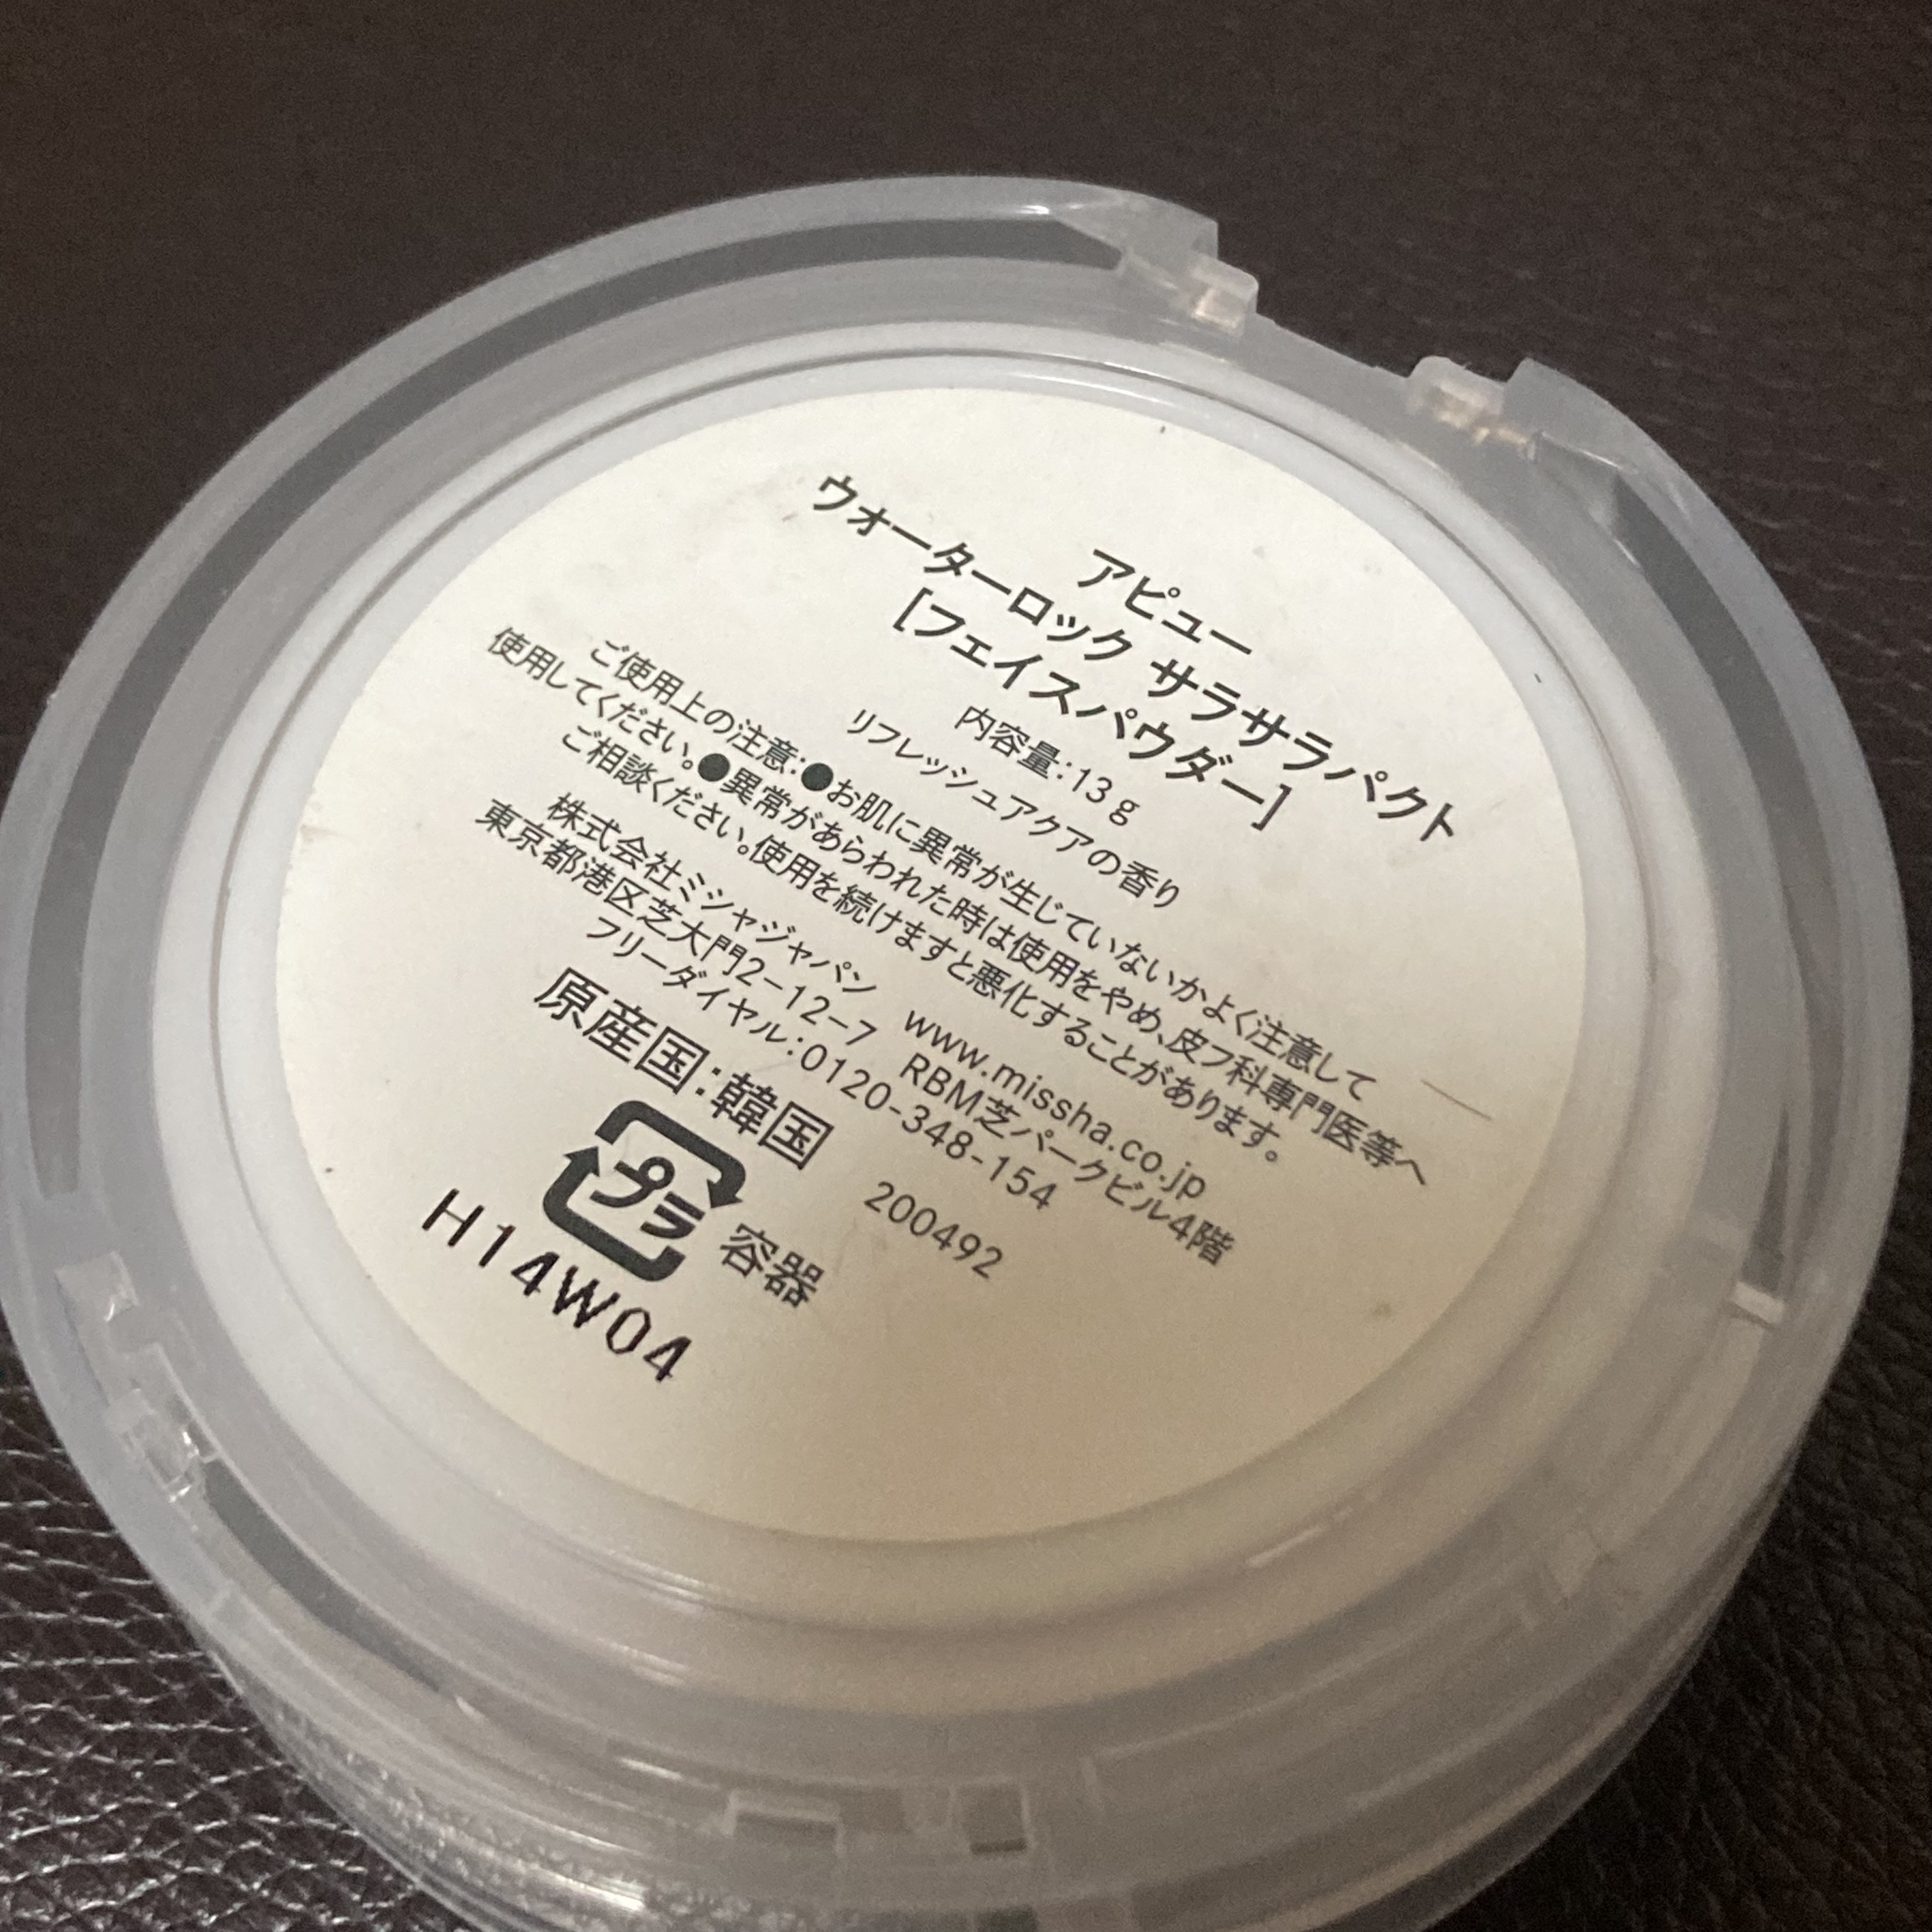 アピュー
ウォーターロック サラサラパクト
[フェイスパウダー]
内容量:13g
リフレッシュアクアの香り
ご使用上の注意:●お肌に異常が生じていないかよく注意して
使用してください。●異常があらわれた時は使用をやめ、皮フ科専門医等へ
ご相談ください。使用を続けますと悪化することがあります。
株式会社ミシャジャパン www.missha.co.jp
東京都港区芝大門2-12-7 RBM芝パークビル4階
フリーダイヤル:0120-348-154
原産国:韓国 200492
プラ 容器
H14W04